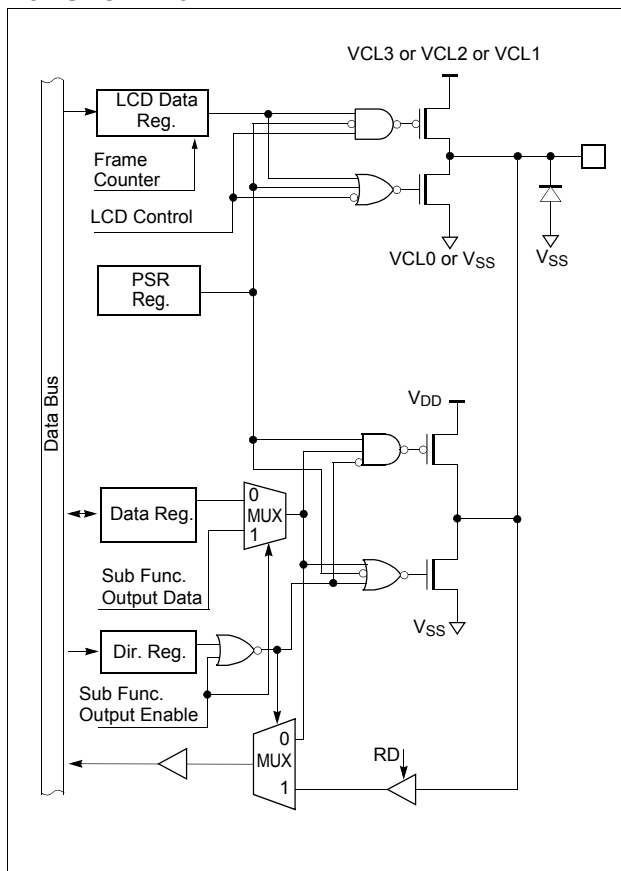 VCL3 or VCL2 or VCL1
LCD Data
Reg.
Frame
Counter
LCD Control
VCL0 or VSS
VSS
PSR
Reg.
Data Bus
VDD
Data Reg.
0
MUX
1
Sub Func.
Output Data
VSS
Dir. Reg.
Sub Func.
Output Enable
0
MUX
1
RD